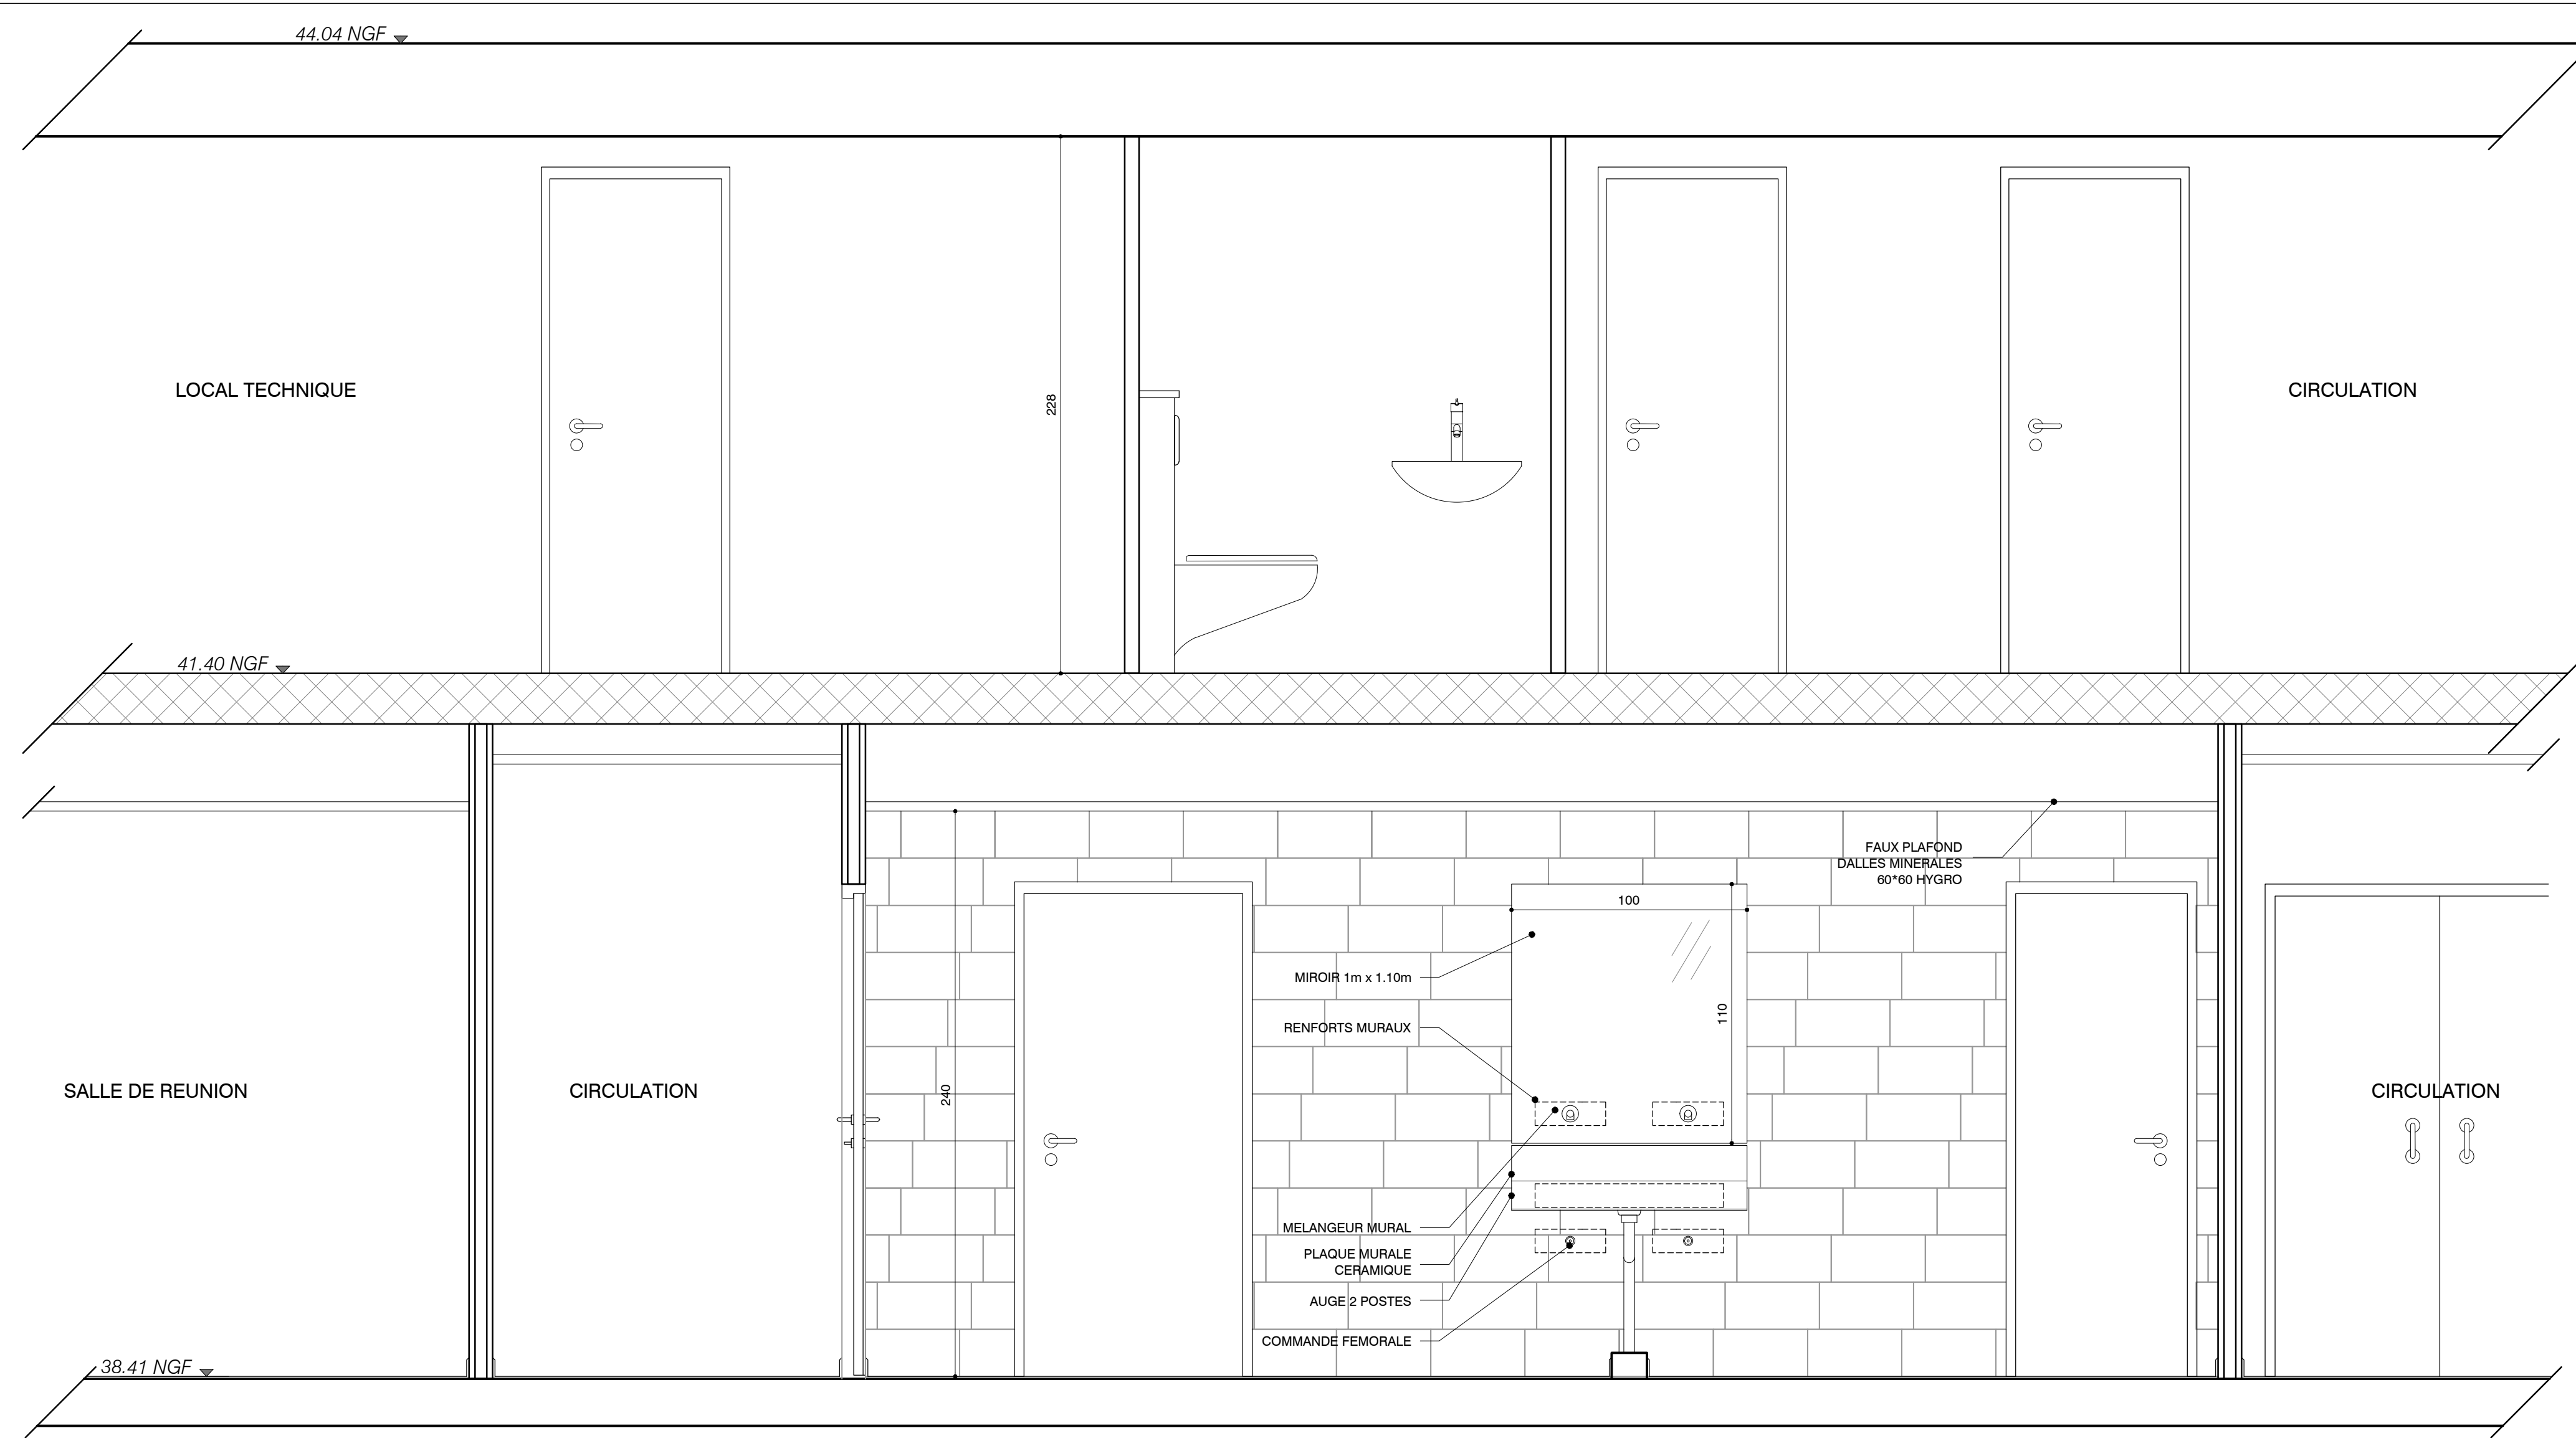 44.04 NGF
LOCAL TECHNIQUE
228
CIRCULATION
41.40 NGF
FAUX PLAFOND
DALLES MINERALES
60*60 HYGRO
100
MIROIR 1m x 1.10m
110
RENFORTS MURAUX
SALLE DE REUNION
CIRCULATION
240
CIRCULATION
MELANGEUR MURAL
PLAQUE MURALE
CERAMIQUE
AUGE 2 POSTES
COMMANDE FEMORALE
38.41 NGF